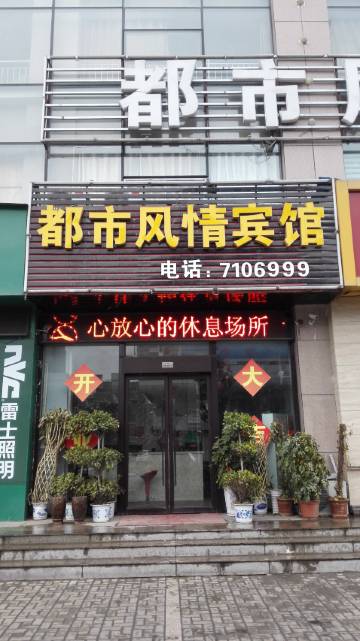 都市
都市风情宾馆
电话：7106999
心放心的休息场所
开
大
雷士照明